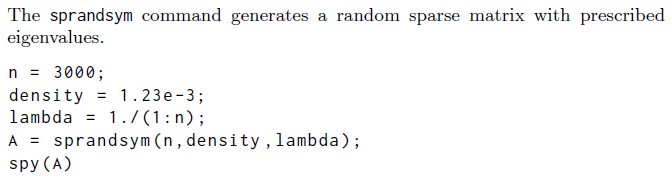 The sprandsym command generates a random sparse matrix with prescribed
eigenvalues.
n = 3000;
density = 1.23e-3;
lambda = 1./(1:n);
A = sprandsym(n,density,lambda);
spy(A)